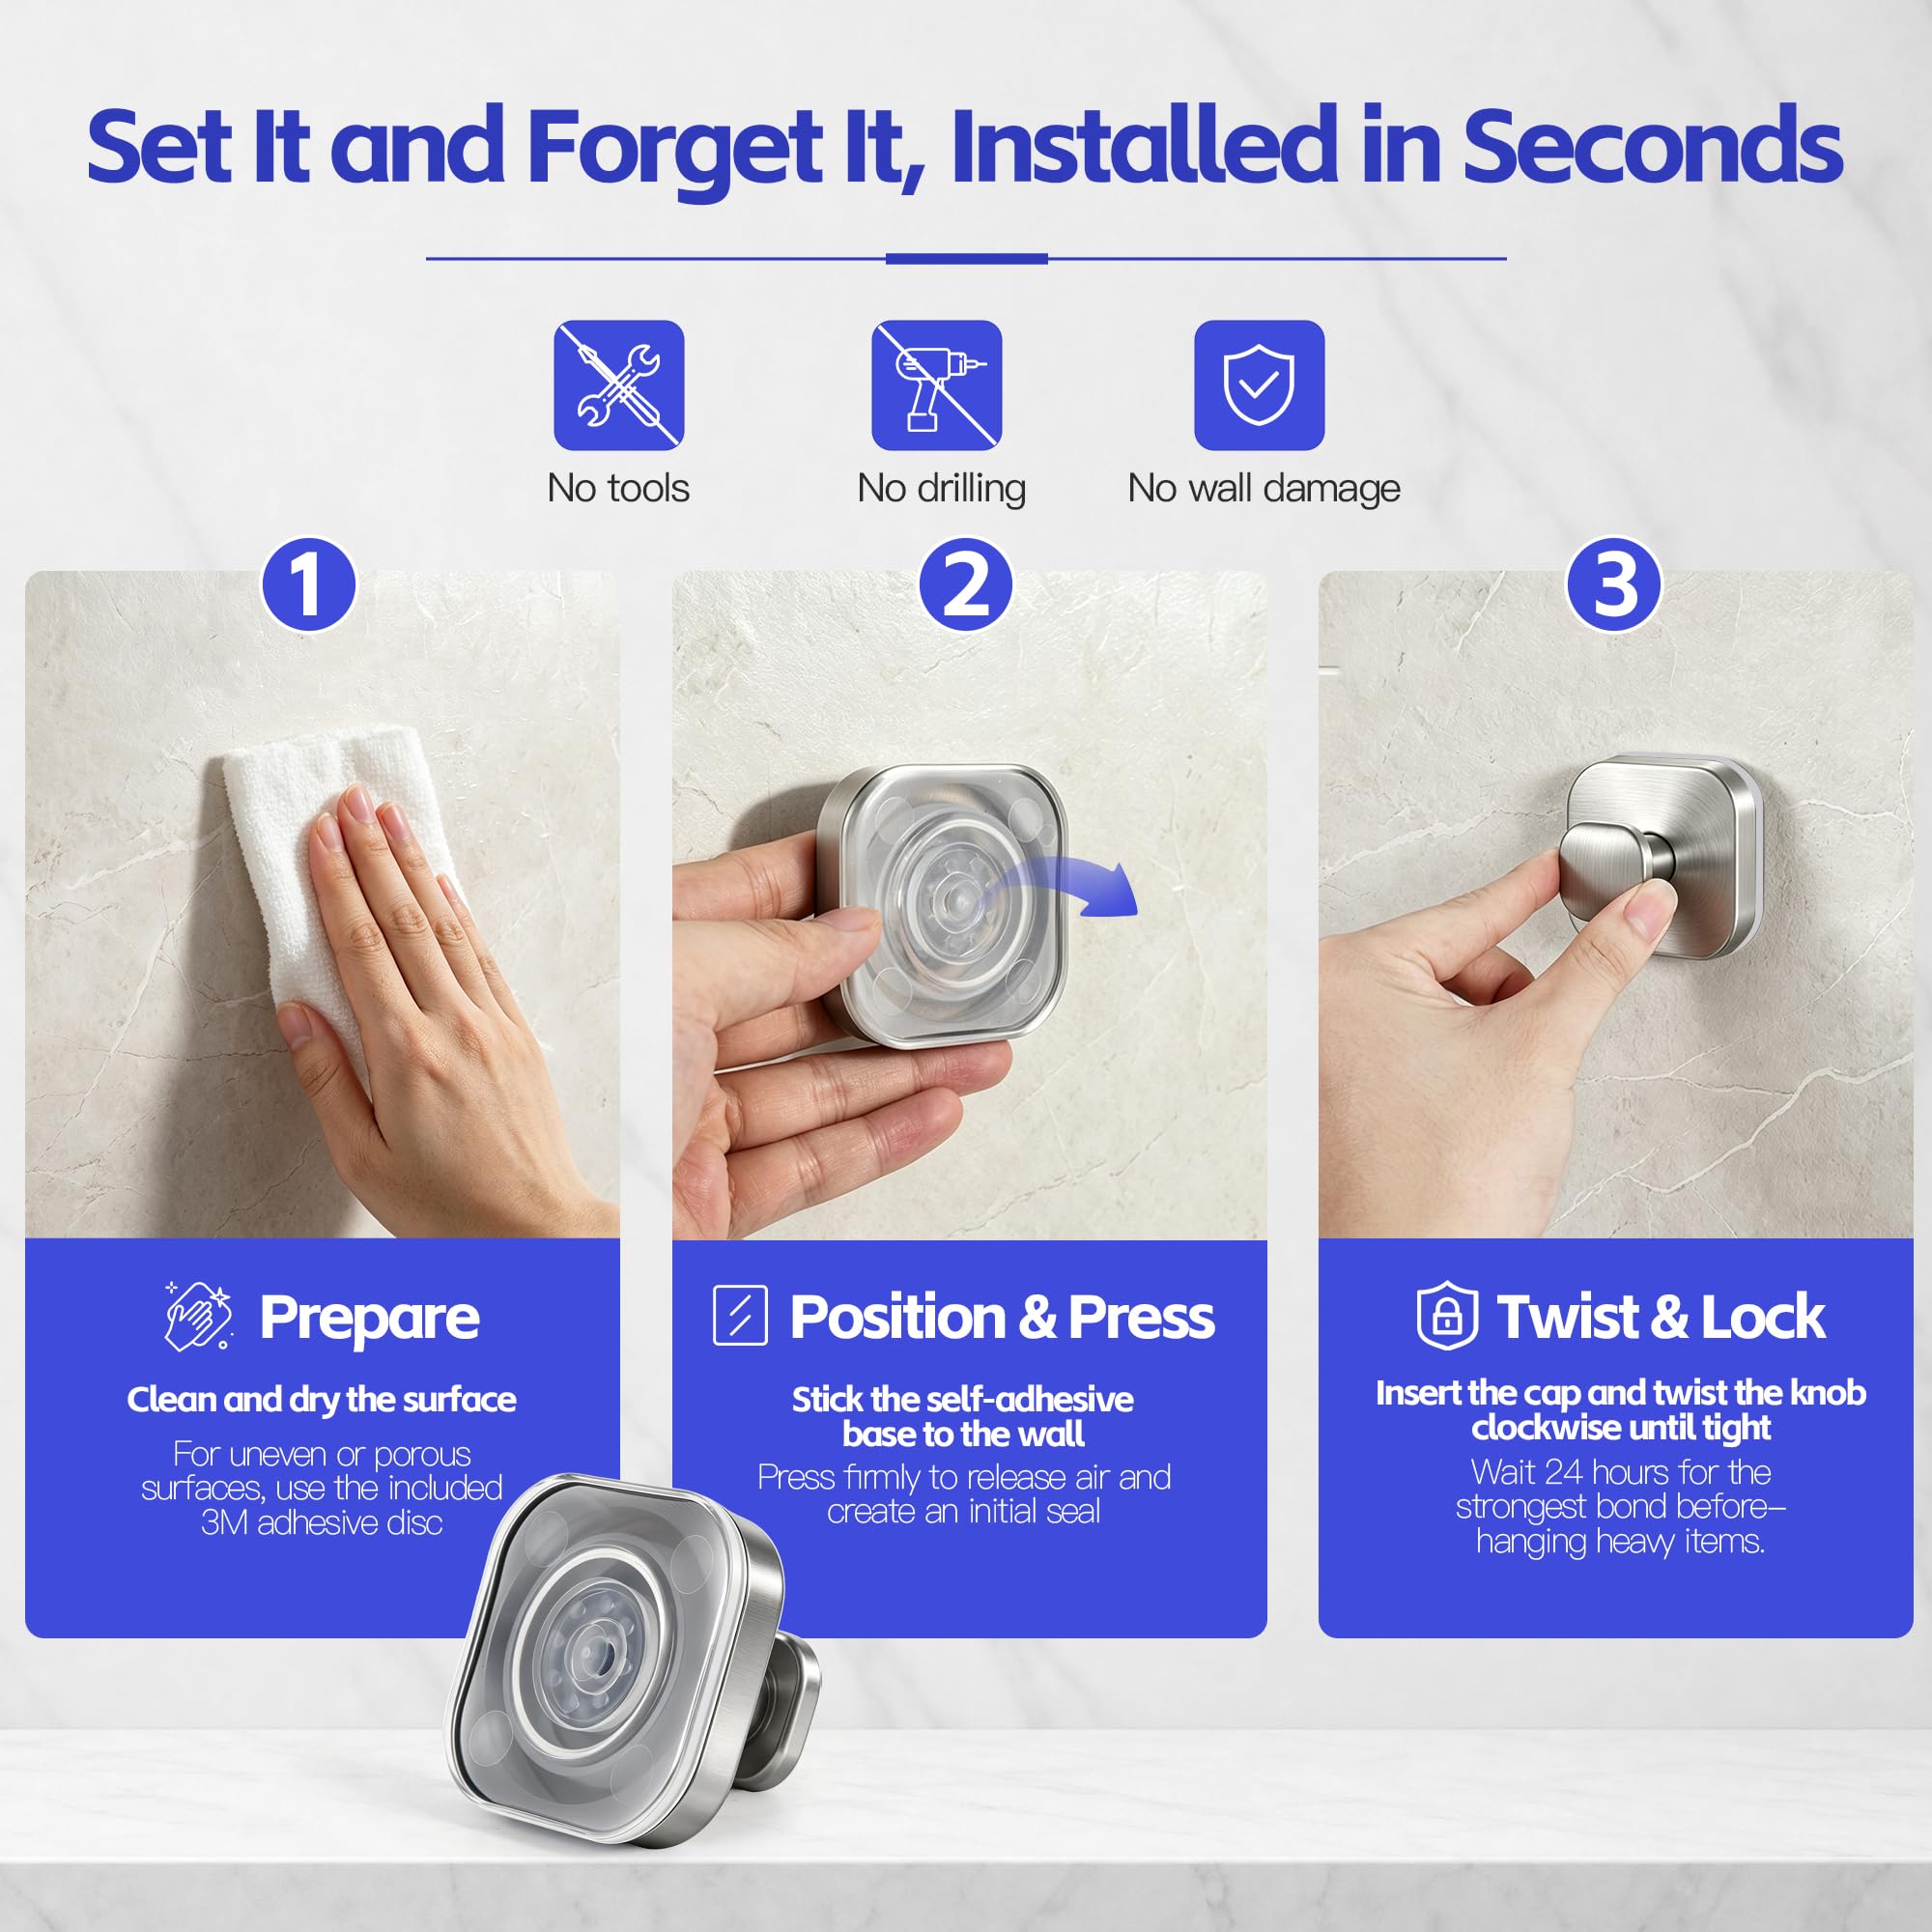 Set It and Forget It, Installed in Seconds
No tools
No drilling
No wall damage
1
2
3
Prepare
Clean and dry the surface
For uneven or porous
surfaces, use the included
3M adhesive disc
Position & Press
Stick the self-adhesive
base to the wall
Press firmly to release air and
create an initial seal
Twist & Lock
Insert the cap and twist the knob
clockwise until tight
Wait 24 hours for the
strongest bond before–
hanging heavy items.